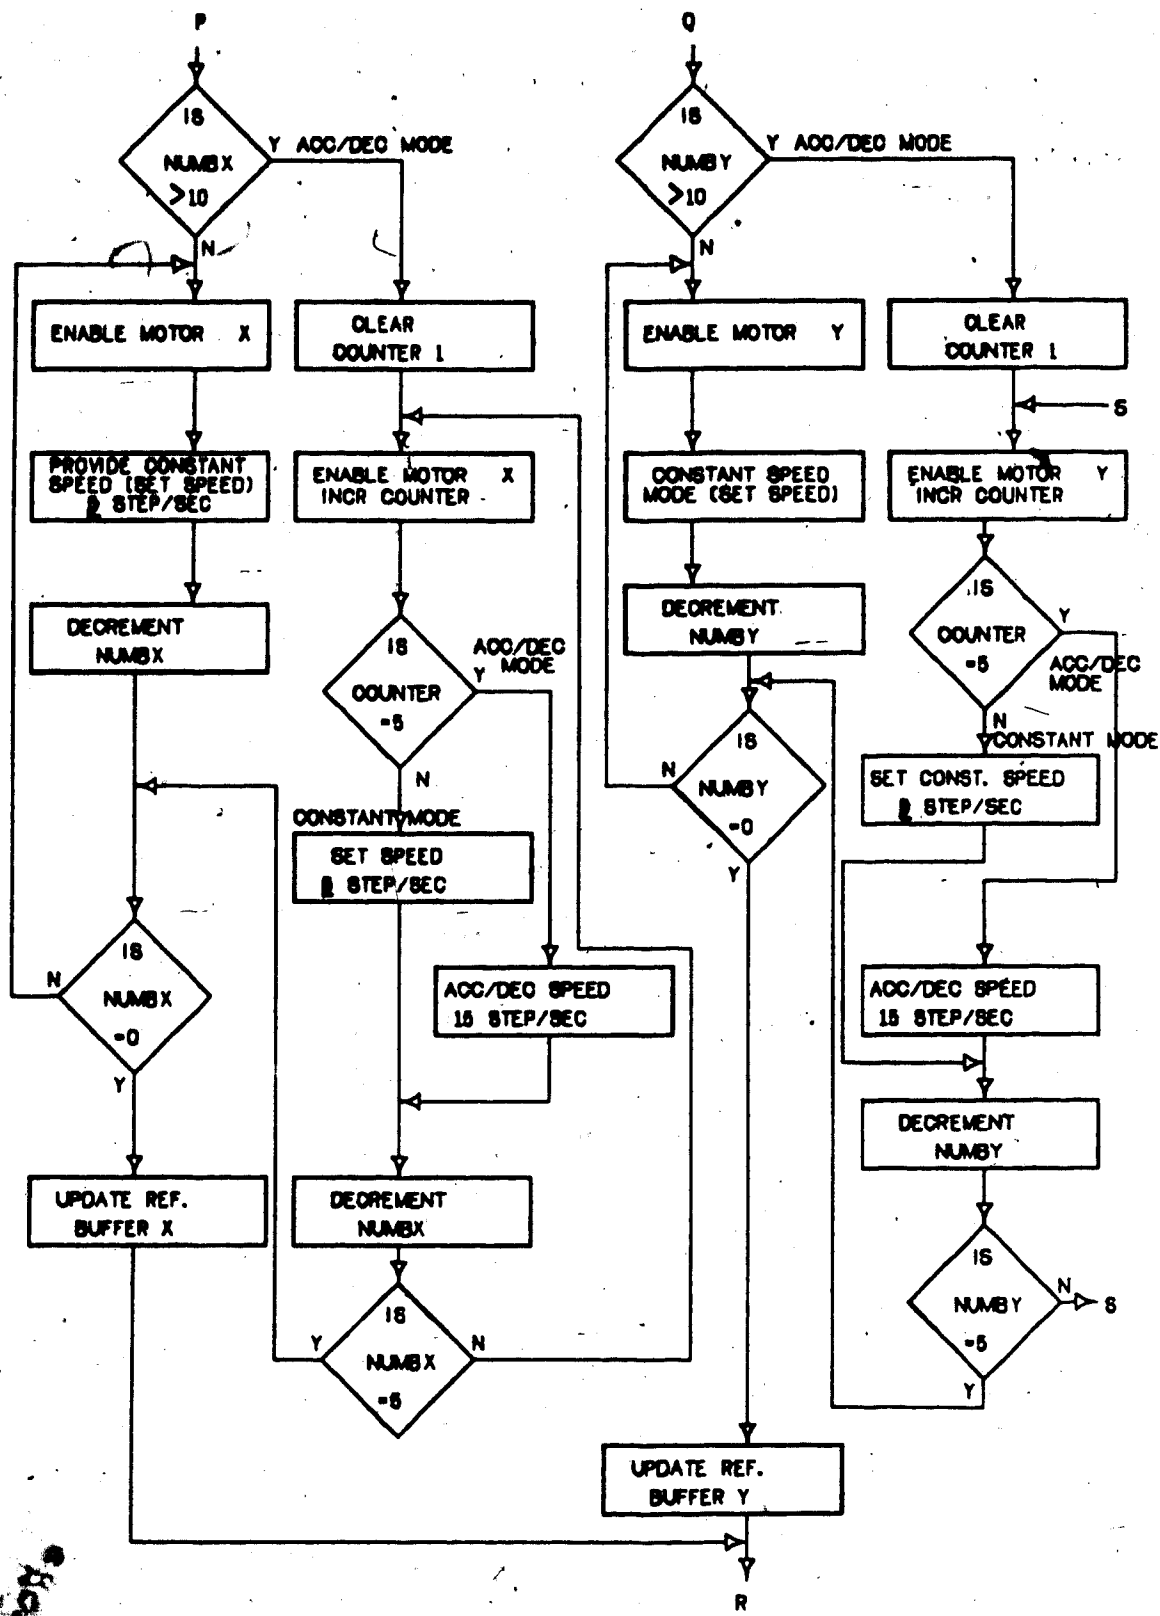 P
IS
NUMBX
>10
Y ACC/DEC MODE
N
ENABLE MOTOR X
PROVIDE CONSTANT
SPEED (SET SPEED)
STEP/SEC
DECREMENT
NUMBX
IS
NUMBX
=0
N
Y
UPDATE REF.
BUFFER X
CLEAR
COUNTER 1
ENABLE MOTOR X
INCR COUNTER
IS
COUNTER
=5
ACC/DEC
Y MODE
N
CONSTANT MODE
SET SPEED
STEP/SEC
ACC/DEC SPEED
15 STEP/SEC
DECREMENT
NUMBX
IS
NUMBX
=5
Y
N
Q
IS
NUMBY
>10
Y ACC/DEC MODE
N
ENABLE MOTOR Y
CONSTANT SPEED
MODE (SET SPEED)
DECREMENT
NUMBY
IS
NUMBY
=0
N
Y
UPDATE REF.
BUFFER Y
R
CLEAR
COUNTER 1
S
ENABLE MOTOR Y
INCR COUNTER
IS
COUNTER
=5
Y
ACC/DEC
MODE
N
CONSTANT MODE
SET CONST. SPEED
STEP/SEC
ACC/DEC SPEED
15 STEP/SEC
DECREMENT
NUMBY
IS
NUMBY
=5
N
S
Y